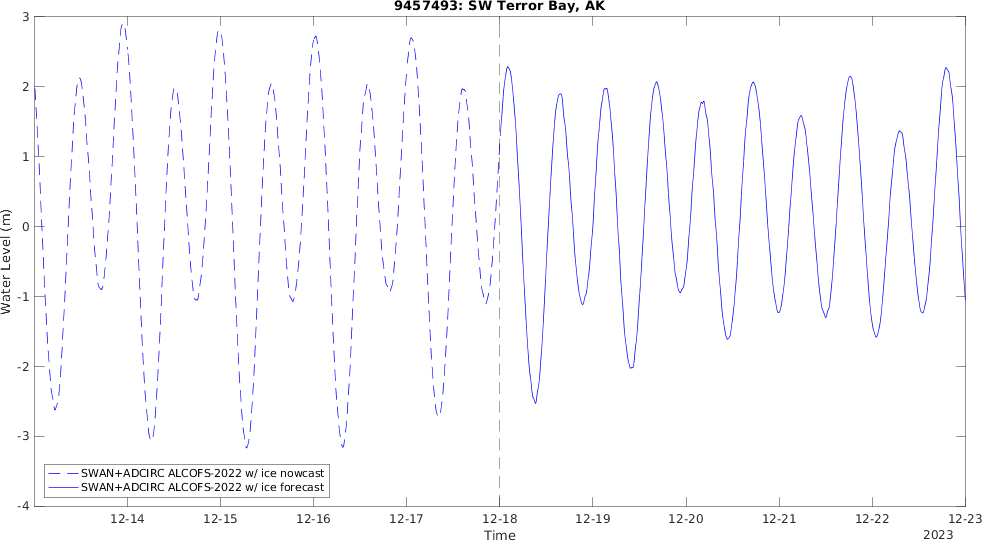 9457493: SW Terror Bay, AK
3
2
1
0
-1
-2
-3
-4
Water Level (m)
SWAN+ADCIRC ALCOFS-2022 w/ ice nowcast
SWAN+ADCIRC ALCOFS-2022 w/ ice forecast
12-14 12-15 12-16 12-17 12-18 12-19 12-20 12-21 12-22 12-23
Time
2023